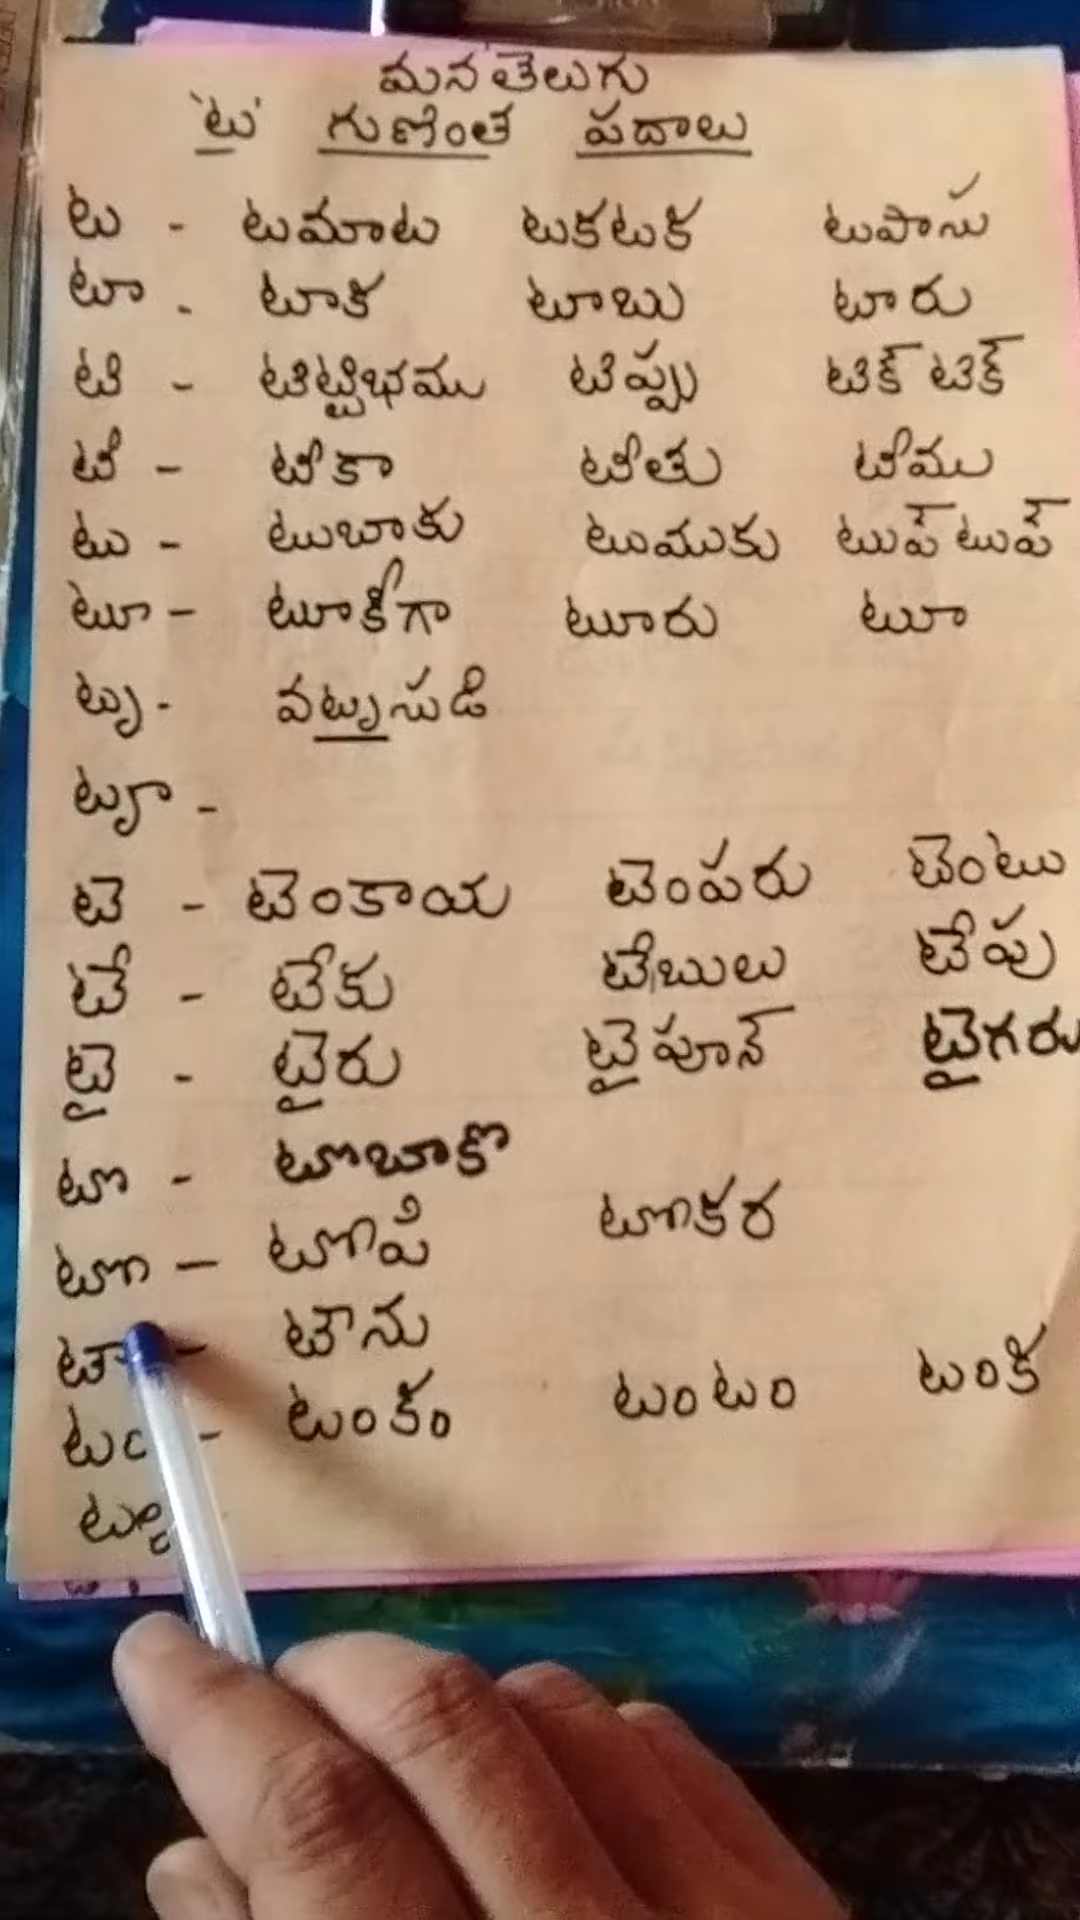 మన తెలుగు
'ట' గుణింత పదాలు
ట - టమాట టకటక టపాసు
టా - టాక టాబు టారు
టి - టిట్టిభము టిప్పు టిక్ టిక్
టీ - టీకా టీతు టీము
టు - టుబాకు టుముకు టుప్ టుప్
టూ - టూకీగా టూరు టూ
టృ - వటృసుడి
టౄ -
టె - టెంకాయ టెంపరు టెంటు
టే - టేకు టేబులు టేపు
టై - టైరు టైపూన్ టైగరు
టొ - టొబాకొ
టో - టోపి టోకర
టౌ - టౌను
టం - టంకం టం టం టంకి